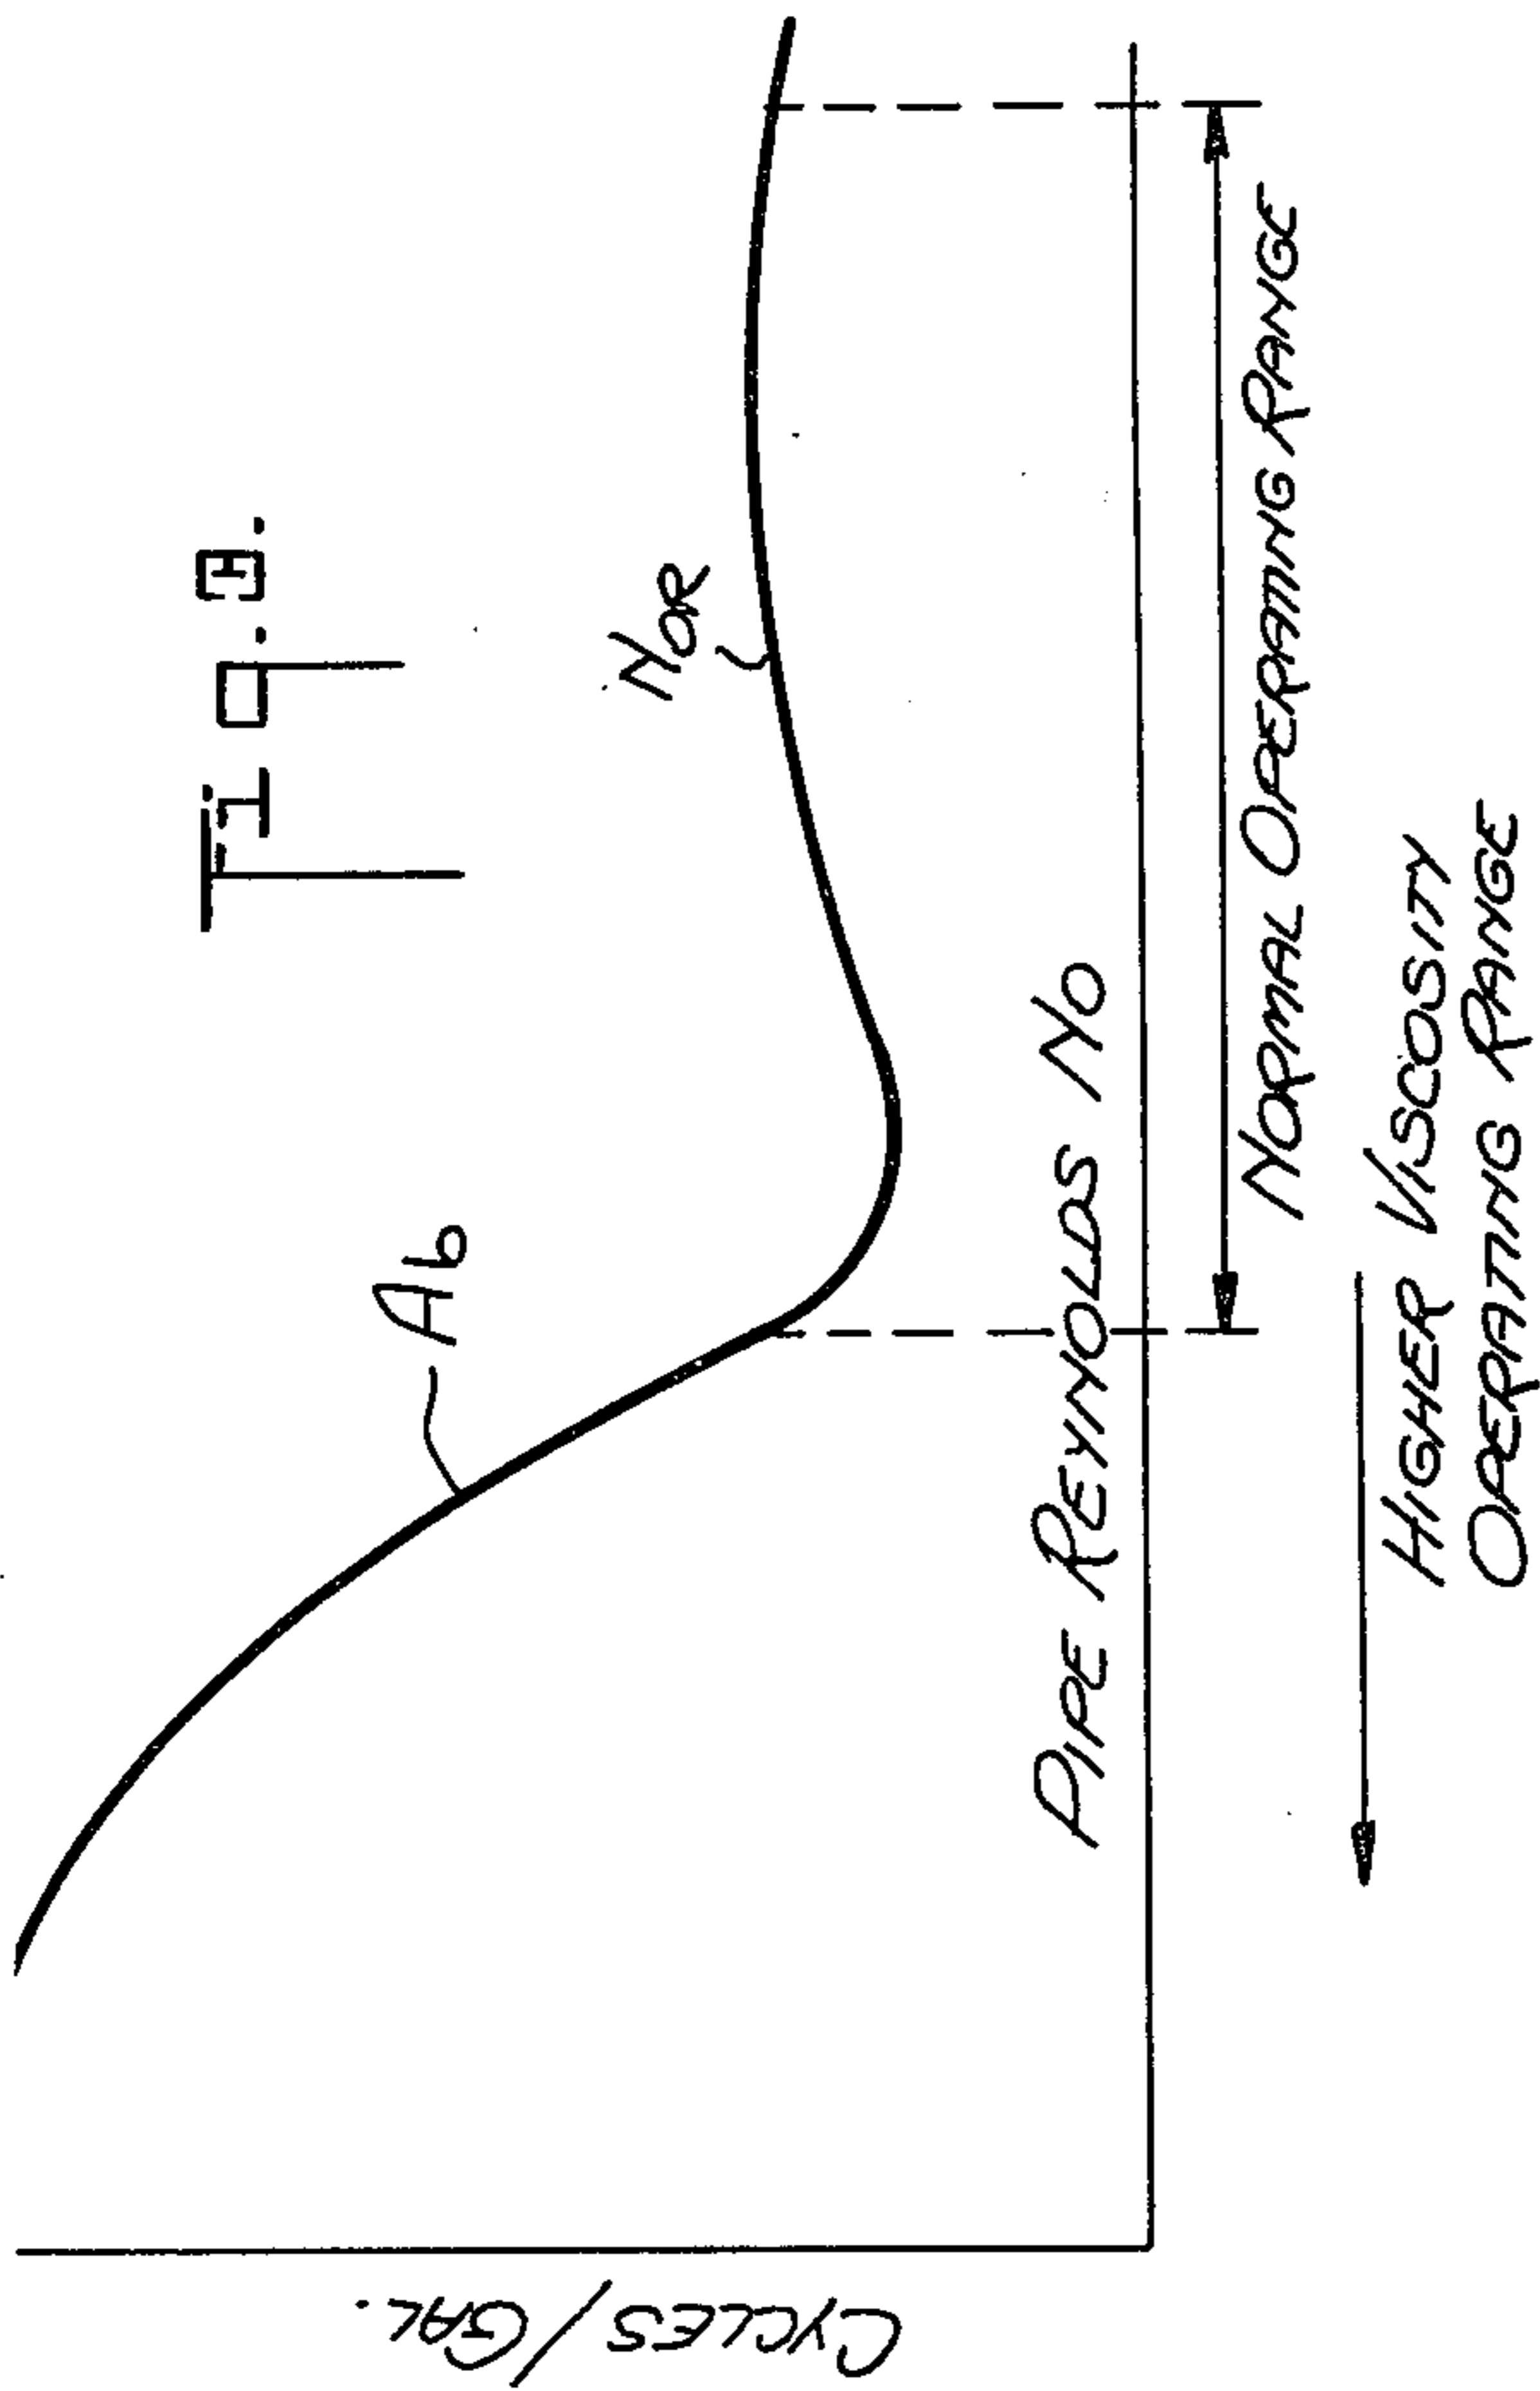 Fig. 3.
CYCLES/GAL.
Ab
NOR
PIPE REYNOLDS NO
NORMAL OPERATING RANGE
HIGHER VISCOSITY
OPERATING RANGE